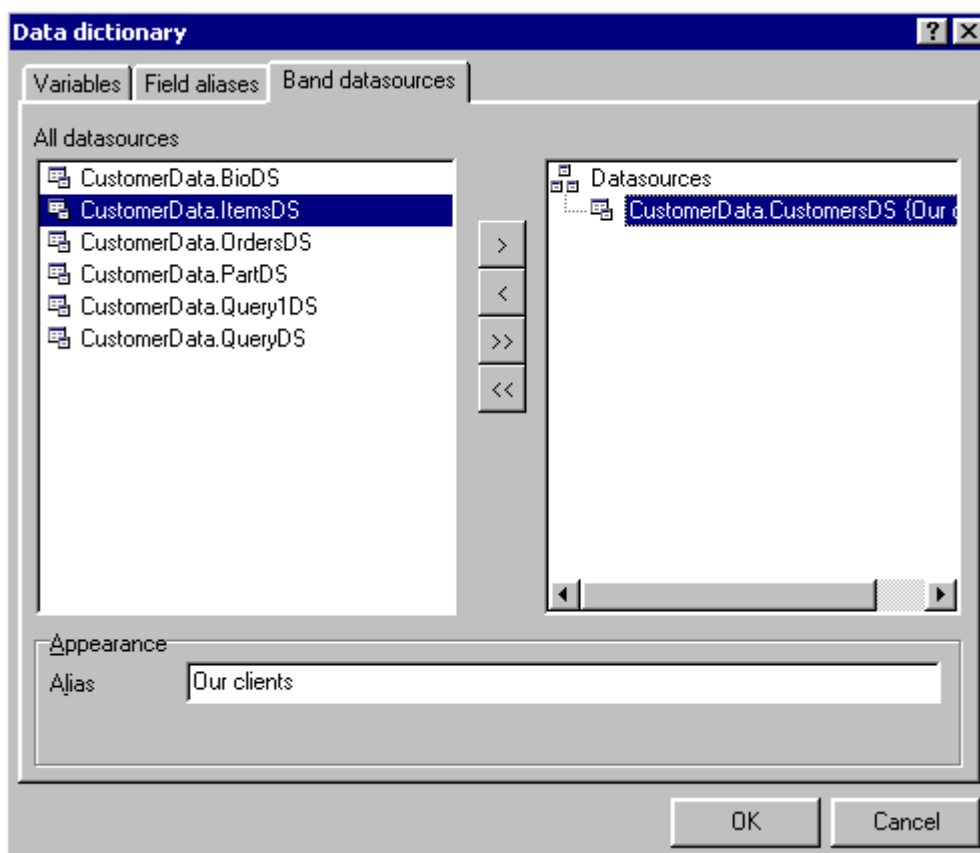 Data dictionary
Variables
Field aliases
Band datasources
All datasources
CustomerData.BioDS
CustomerData.ItemsDS
CustomerData.OrdersDS
CustomerData.PartDS
CustomerData.Query1DS
CustomerData.QueryDS
>
<
>>
<<
Datasources
CustomerData.CustomersDS {Our
Appearance
Alias
Our clients
OK
Cancel